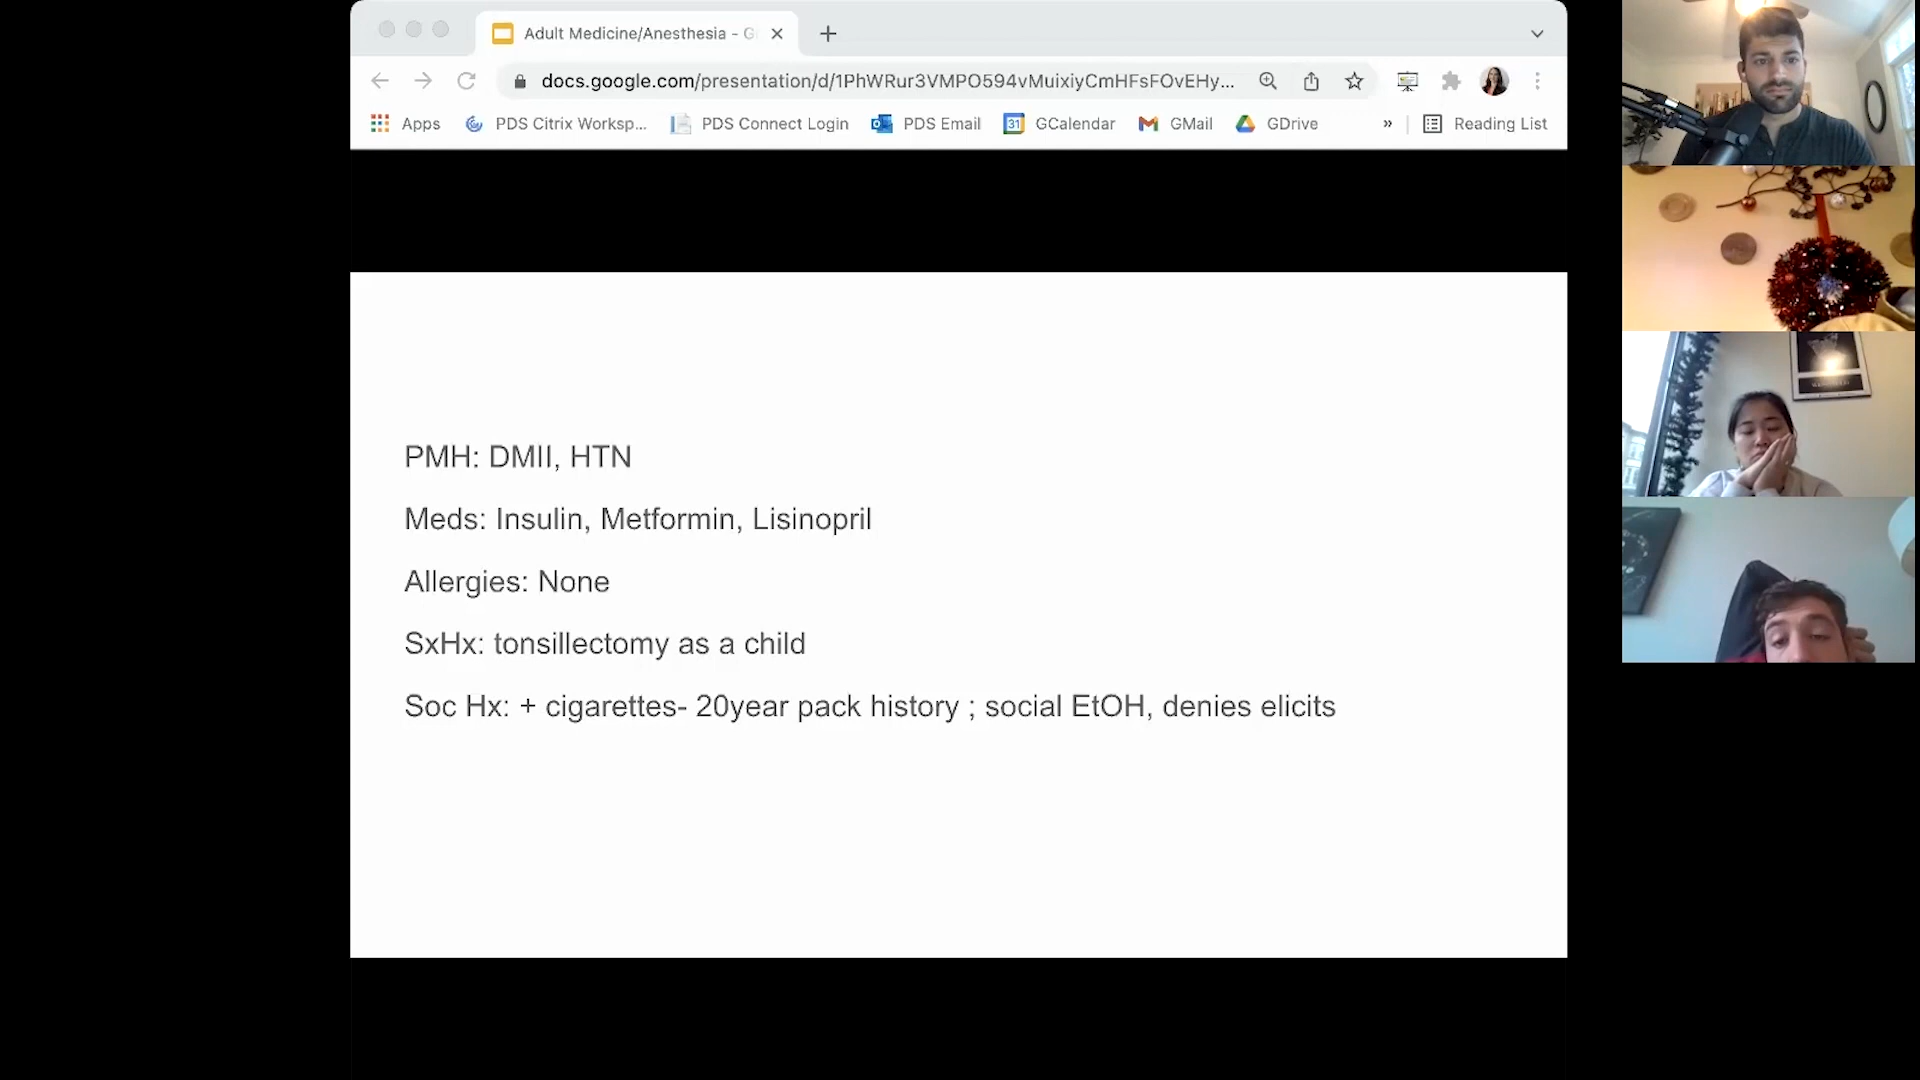 Adult Medicine/Anesthesia - G
docs.google.com/presentation/d/1PhWRur3VMPO594vMuixiyCmHFsFOvEHy...
Apps PDS Citrix Worksp... PDS Connect Login PDS Email 31 GCalendar GMail GDrive » Reading List
PMH: DMII, HTN
Meds: Insulin, Metformin, Lisinopril
Allergies: None
SxHx: tonsillectomy as a child
Soc Hx: + cigarettes- 20year pack history ; social EtOH, denies elicits